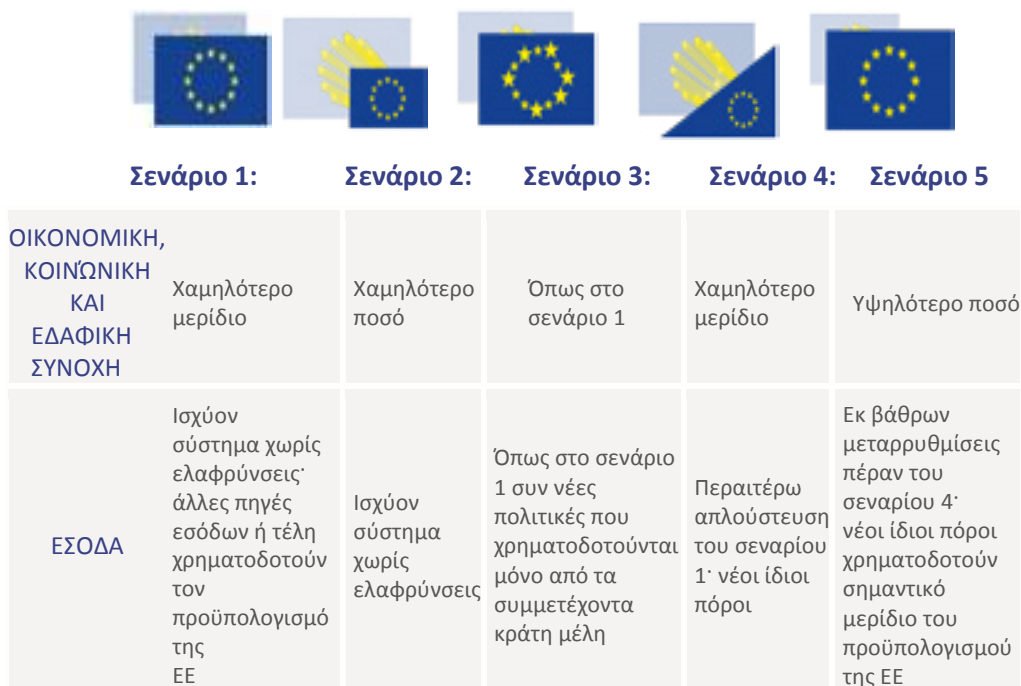 Σενάριο 1: Σενάριο 2: Σενάριο 3: Σενάριο 4: Σενάριο 5
ΟΙΚΟΝΟΜΙΚΗ,
ΚΟΙΝΏΝΙΚΗ
ΚΑΙ
ΕΔΑΦΙΚΗ
ΣΥΝΟΧΗ
Χαμηλότερο
μερίδιο
Χαμηλότερο
ποσό
Όπως στο
σενάριο 1
Χαμηλότερο
μερίδιο
Υψηλότερο ποσό
ΕΣΟΔΑ
Ισχύον
σύστημα χωρίς
ελαφρύνσεις·
άλλες πηγές
εσόδων ή τέλη
χρηματοδοτούν
τον
προϋπολογισμό
της
ΕΕ
Ισχύον
σύστημα
χωρίς
ελαφρύνσεις
Όπως στο σενάριο
1 συν νέες
πολιτικές που
χρηματοδοτούνται
μόνο από τα
συμμετέχοντα
κράτη μέλη
Περαιτέρω
απλούστευση
του σεναρίου
1· νέοι ίδιοι
πόροι
Εκ βάθρων
μεταρρυθμίσεις
πέραν του
σεναρίου 4·
νέοι ίδιοι πόροι
χρηματοδοτούν
σημαντικό
μερίδιο του
προϋπολογισμού
της ΕΕ